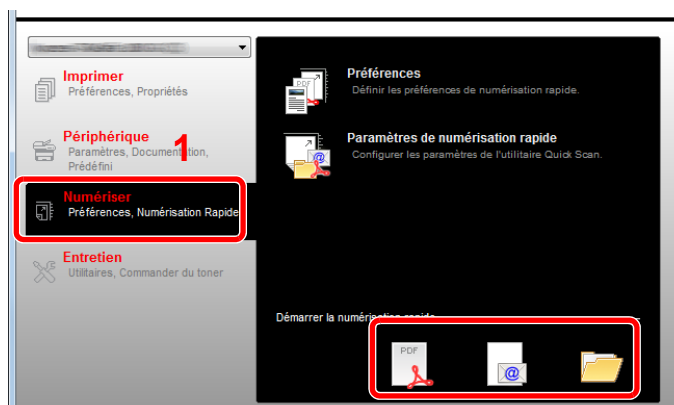 Imprimer
Préférences, Propriétés
Périphérique
Paramètres, Documentation,
Prédéfini
1
Numériser
Préférences, Numérisation Rapide
Entretien
Utilitaires, Commander du toner
PDF
Préférences
Définir les préférences de numérisation rapide.
@
Paramètres de numérisation rapide
Configurer les paramètres de l'utilitaire Quick Scan.
Démarrer la numérisation rapide
PDF
@